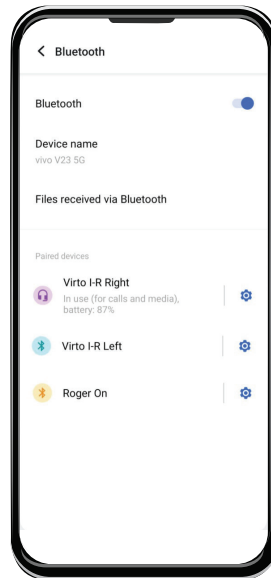 Bluetooth
Bluetooth
Device name
vivo V23 5G
Files received via Bluetooth
Paired devices
Virto I-R Right
In use (for calls and media),
battery: 87%
Virto I-R Left
Roger On